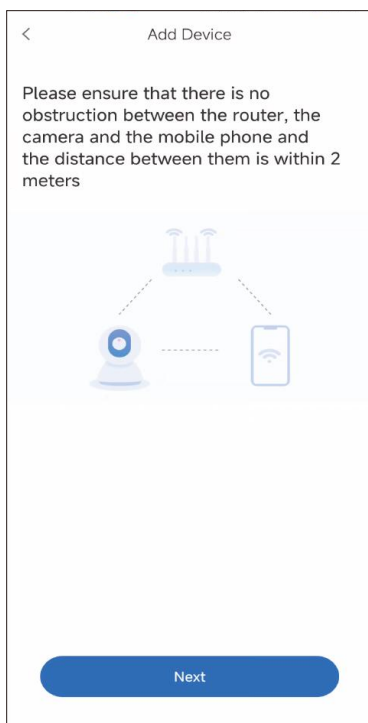 Add Device
Please ensure that there is no
obstruction between the router, the
camera and the mobile phone and
the distance between them is within 2
meters
Next